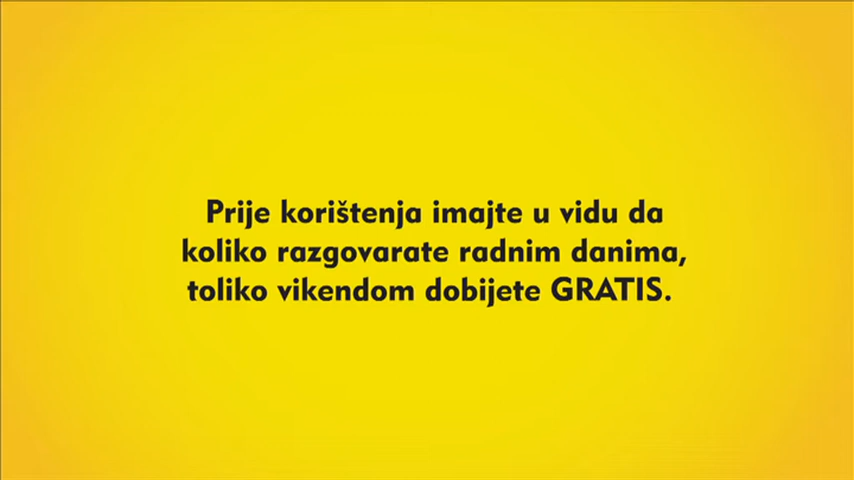 Prije korištenja imajte u vidu da
koliko razgovarate radnim danima,
toliko vikendom dobijete GRATIS.